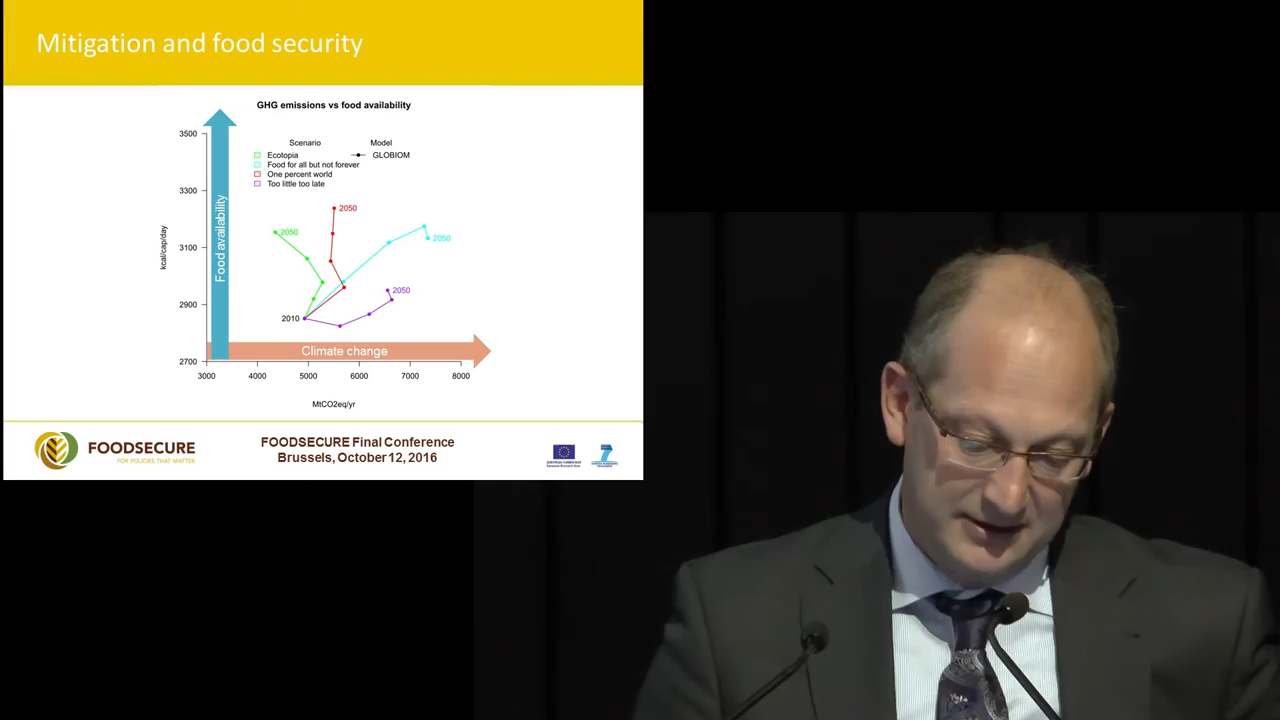 Mitigation and food security
GHG emissions vs food availability
Scenario
Model
Ecotopia
GLOBIOM
Food for all but not forever
One percent world
Too little too late
3500
3300
3100
2900
2700
kcal/cap/day
Food availability
2050
2050
2050
2050
2010
Climate change
3000 4000 5000 6000 7000 8000
MtCO2eq/yr
FOODSECURE
FOR POLICIES THAT MATTER
FOODSECURE Final Conference
Brussels, October 12, 2016